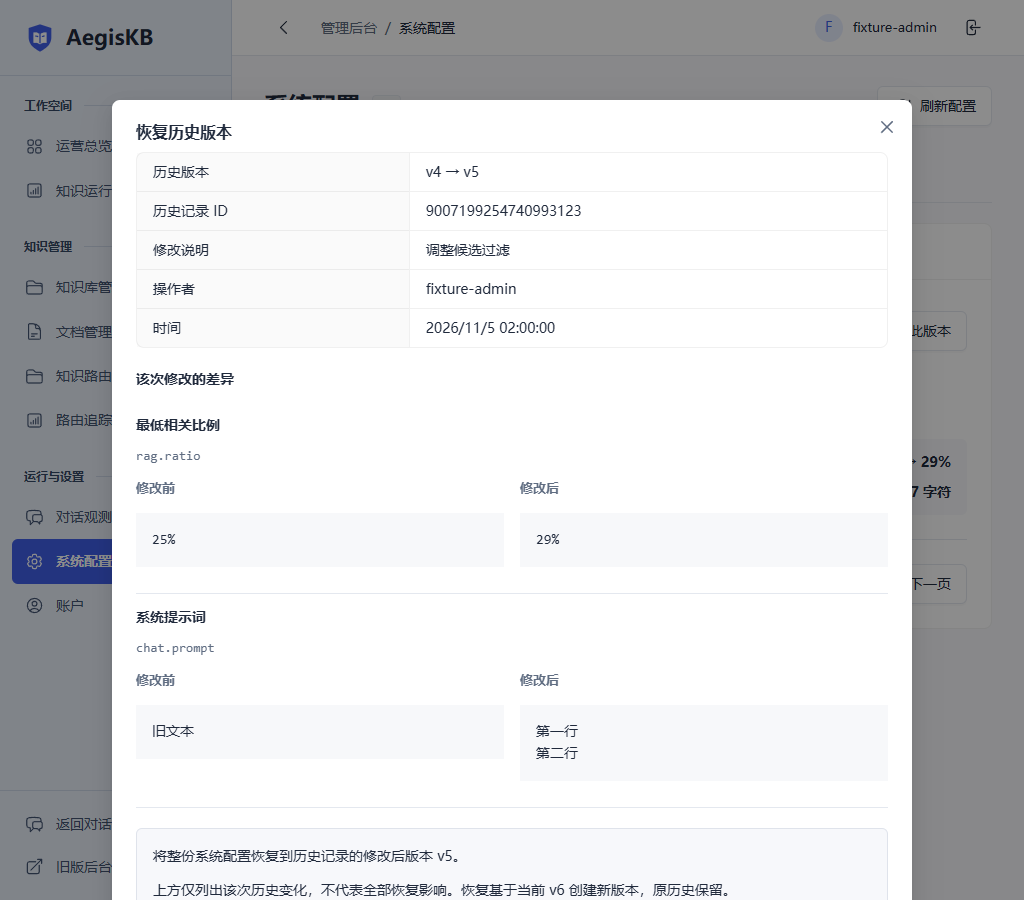 AegisKB
管理后台 / 系统配置
F fixture-admin
工作空间
运营总览
知识运行
知识管理
知识库管
文档管理
知识路由
路由追踪
运行与设置
对话观测
系统配置
账户
返回对话
旧版后台
刷新配置
恢复历史版本
历史版本 v4 → v5
历史记录 ID 9007199254740993123
修改说明 调整候选过滤
操作者 fixture-admin
时间 2026/11/5 02:00:00
该次修改的差异
最低相关比例
rag.ratio
修改前 修改后
25% 29%
系统提示词
chat.prompt
修改前 修改后
旧文本 第一行
第二行
将整份系统配置恢复到历史记录的修改后版本 v5。
上方仅列出该次历史变化，不代表全部恢复影响。恢复基于当前 v6 创建新版本，原历史保留。
此版本
29%
7 字符
下一页